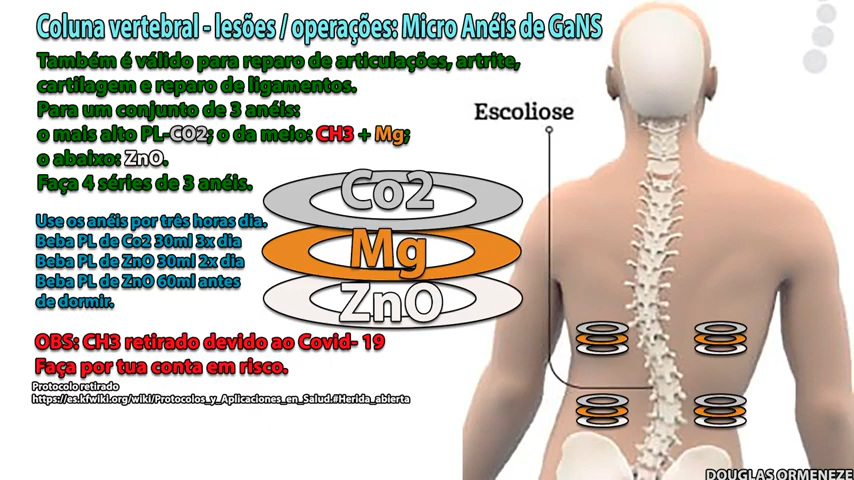 Coluna vertebral - lesões / operações: Micro Anéis de GaNS
Também é válido para reparo de articulações, artrite,
cartilagem e reparo de ligamentos.
Para um conjunto de 3 anéis:
o mais alto PL-CO2; o da meio: CH3 + Mg;
o abaixo: ZnO.
Faça 4 séries de 3 anéis.
Use os anéis por três horas dia.
Beba PL de Co2 30ml 3x dia
Beba PL de ZnO 30ml 2x dia
Beba PL de ZnO 60ml antes
de dormir.
OBS: CH3 retirado devido ao Covid- 19
Faça por tua conta em risco.
Protocolo retirado
https://es.kfwiki.org/wiki/Protocolos_y_Aplicaciones_en_Salud.#Herida_abierta
Co2
Mg
ZnO
Escoliose
DOUGLAS ORMENEZE